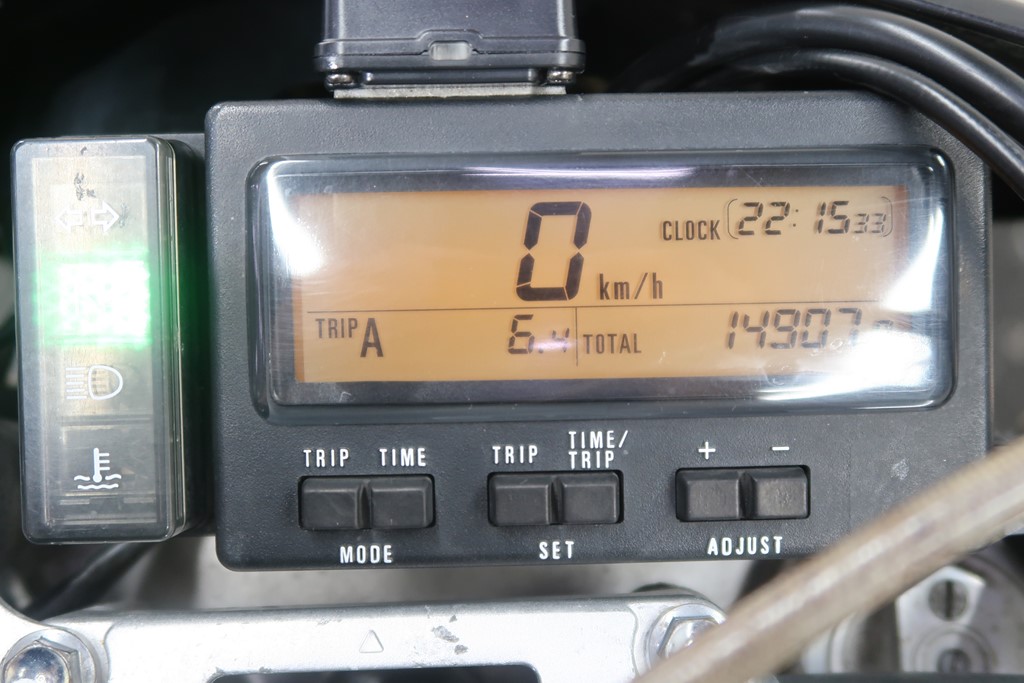 0 km/h
CLOCK 22:15 33
TRIP A 6.4
TOTAL 14907
TRIP TIME
MODE
TRIP TIME/TRIP
SET
+ −
ADJUST